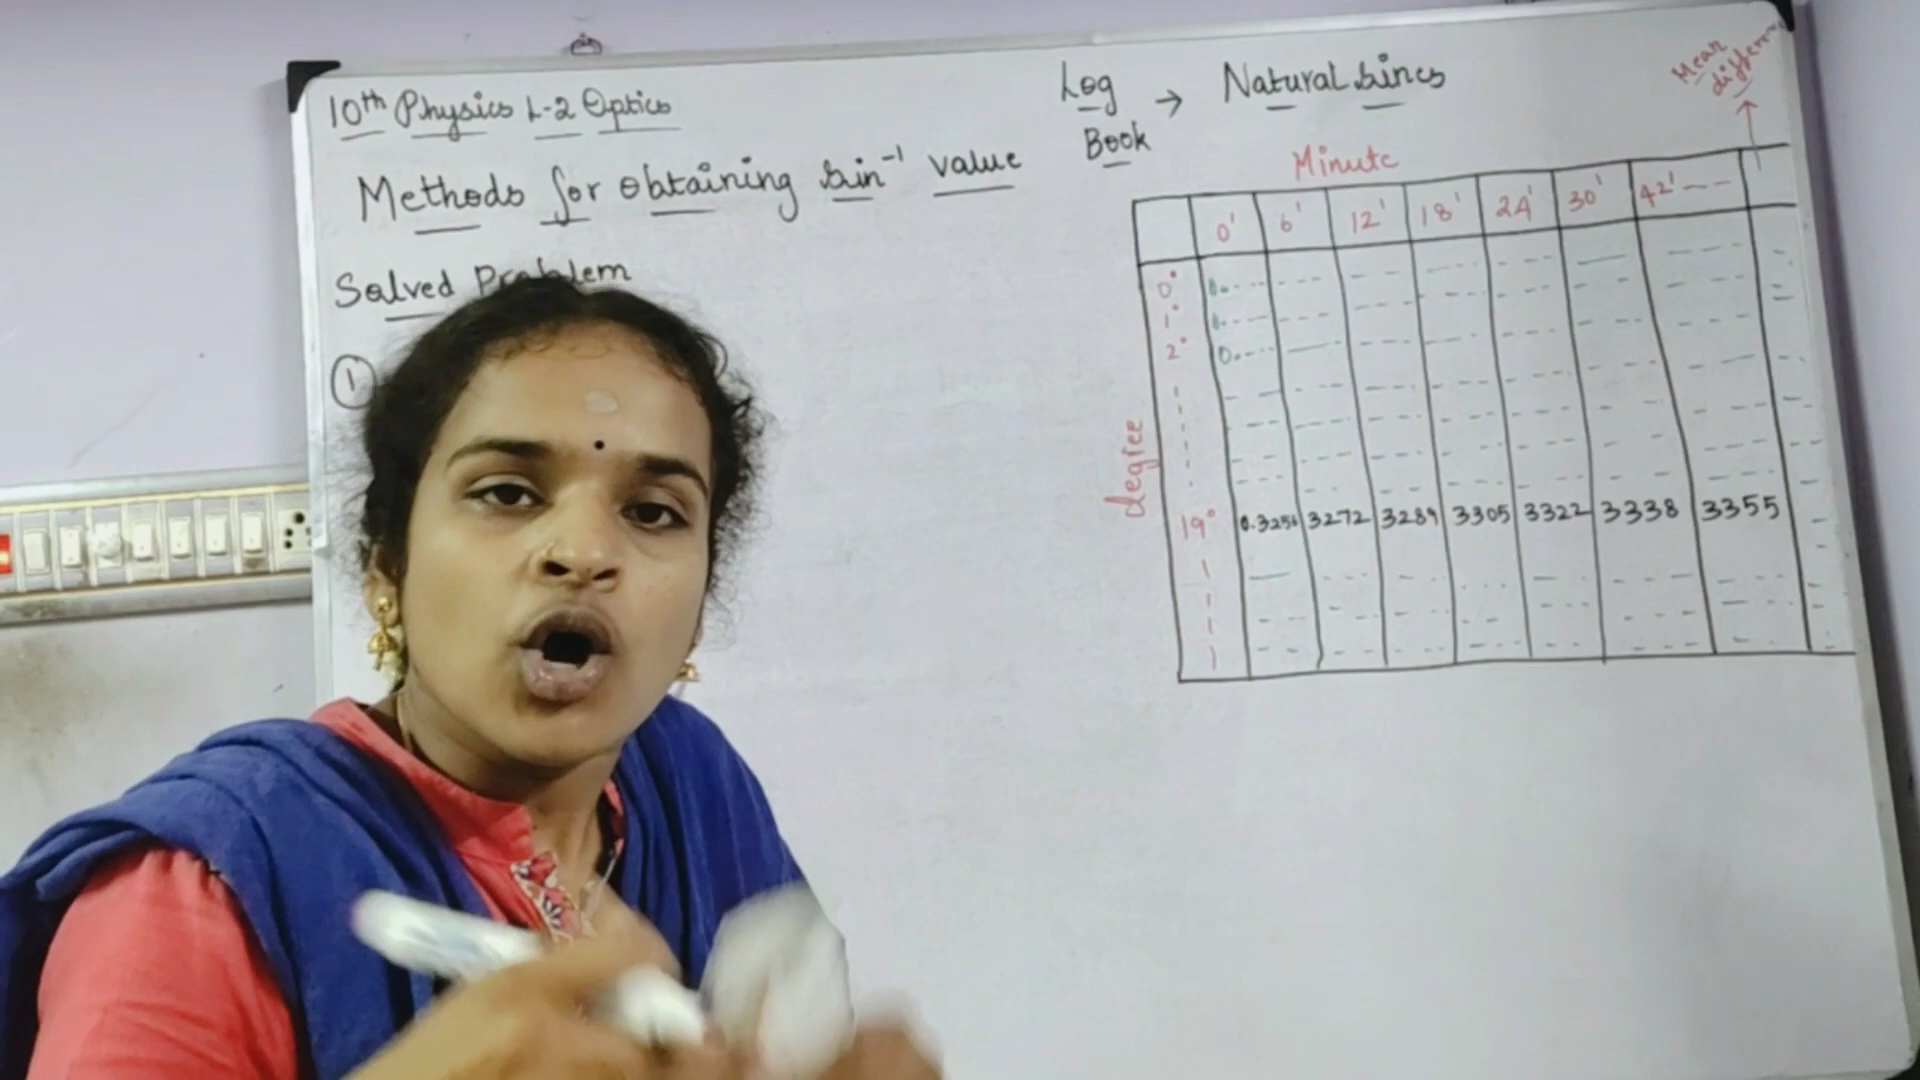 10th Physics L-2 Optics
Methods for obtaining sin⁻¹ value
Solved Problem
1
Log Book → Natural sines
Mean difference
Minute
0' 6' 12' 18' 24' 30' 42'
degree
0° 0.
1°
2° 0.
19° 0.3256 3272 3289 3305 3322 3338 3355